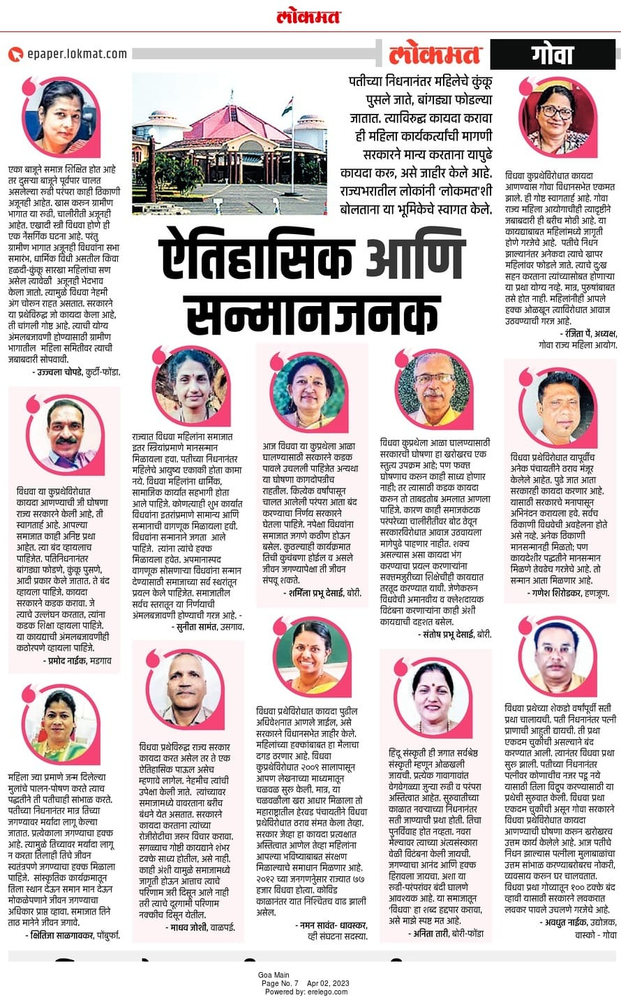 लोकमत
epaper.lokmat.com
लोकमत
गोवा
पतीच्या निधनानंतर महिलेचे कुंकू
पुसले जाते, बांगड्या फोडल्या
जातात. त्याविरुद्ध कायदा करावा
ही महिला कार्यकर्त्यांची मागणी
सरकारने मान्य करताना यापुढे
कायदा करू, असे जाहीर केले आहे.
राज्यभरातील लोकांनी 'लोकमत'शी
बोलताना या भूमिकेचे स्वागत केले.
ऐतिहासिक आणि
सन्मानजनक
एका बाजूने समाज शिक्षित होत आहे
तर दुसऱ्या बाजूने पूर्वपार चालत
असलेल्या रूढी परंपरा काही ठिकाणी
अजूनही आहेत. खास करून ग्रामीण
भागात या रूढी, चालीरीती अजूनही
आहेत. एखादी स्त्री विधवा होणे ही
एक नैसर्गिक घटना आहे. परंतु
ग्रामीण भागात अजूनही विधवांना सभा
समारंभ, धार्मिक विधी असतील किंवा
हळदी-कुंकू सारखा महिलांचा सण
असेल त्यावेळी अजूनही भेदभाव
केला जातो. त्यामुळे विधवा नेहमी
अंग चोरून राहत असतात. सरकारने
या प्रथेविरुद्ध जो कायदा केला आहे,
ती चांगली गोष्ट आहे. त्याची योग्य
अंमलबजावणी होण्यासाठी ग्रामीण
भागातील महिला समितीवर त्याची
जबाबदारी सोपवावी.
- उज्ज्वला चोपडे, कुर्टी-फोंडा.
विधवा या कुप्रथेविरोधात
कायदा आणण्याची जी घोषणा
राज्य सरकारने केली आहे, ती
स्वागतार्ह आहे. आपल्या
समाजात काही अनिष्ट प्रथा
आहेत. त्या बंद व्हायलाच
पाहिजेत. पतिनिधनानंतर
बांगड्या फोडणे, कुंकू पुसणे,
आदी प्रकार केले जातात. ते बंद
व्हायला पाहिजे. कायदा
सरकारने कडक करावा. जे
त्याचे उल्लंघन करतात, त्यांना
कडक शिक्षा व्हायला पाहिजे.
या कायद्याची अंमलबजावणीही
कठोरपणे व्हायला पाहिजे.
- प्रमोद नाईक, मडगाव
महिला ज्या प्रमाणे जन्म दिलेल्या
मुलांचे पालन-पोषण करते त्याच
पद्धतीने ती पतीचाही सांभाळ करते.
पतीच्या निधनानंतर मात्र तिच्या
जगण्यावर मर्यादा लागू केल्या
जातात. प्रत्येकाला जगण्याचा हक्क
आहे. त्यामुळे तिच्यावर मर्यादा लागू
न करता तिलाही तिचे जीवन
स्वतंत्रपणे जगण्याचा हक्क मिळाला
पाहिजे. सांस्कृतिक कार्यक्रमातून
तिला स्थान देऊन समान मान देऊन
मोकळेपणाने जीवन जगण्याचा
अधिकार प्राप्त व्हावा. समाजात तिने
ताठ मानेने जीवन जगावे.
- क्षितिजा साळगावकर, पोंबुर्फा.
राज्यात विधवा महिलांना समाजात
इतर स्त्रियांप्रमाणे मानसन्मान
मिळायला हवा. पतीच्या निधनानंतर
महिलेचे आयुष्य एकाकी होता कामा
नये. विधवा महिलांना धार्मिक,
सामाजिक कार्यात सहभागी होता
आले पाहिजे. कोणत्याही शुभ कार्यात
विधवांना इतरांप्रमाणे सामान्य आणि
सन्मानाची वागणूक मिळायला हवी.
विधवांना सन्मानाने जगता आले
पाहिजे. त्यांना त्यांचे हक्क
मिळायला हवेत. अपमानास्पद
वागणूक सोसणाऱ्या विधवांना सन्मान
देण्यासाठी समाजाच्या सर्व स्थरांतून
प्रयत्न केले पाहिजेत. समाजातील
सर्वच स्तरातून या निर्णयाची
अंमलबजावणी होण्याची गरज आहे. -
- सुनीता सामंत, उसगाव.
विधवा प्रथेविरुद्ध राज्य सरकार
कायदा करत असेल तर ते एक
ऐतिहासिक पाऊल असेच
म्हणावे लागेल. नेहमीच त्यांची
उपेक्षा केली जाते. त्यांच्यावर
समाजामध्ये वावरताना बरीच
बंधने येत असतात. सरकारने
कायदा करताना त्यांच्या
रोजीरोटीचा जरूर विचार करावा.
सगळ्याच गोष्टी कायद्याने शंभर
टक्के साध्य होतील, असे नाही.
काही अंशी यामुळे समाजामध्ये
जागृती होऊन आत्ताच त्याचे
परिणाम जरी दिसून आले नाही
तरी त्याचे दूरगामी परिणाम
नक्कीच दिसून येतील.
- माधव जोशी, वाळपई.
आज विधवा या कुप्रथेला आळा
घालण्यासाठी सरकारने कडक
पावले उचलली पाहिजेत अन्यथा
या घोषणा कागदोपत्रीच
राहतील. कित्येक वर्षांपासून
चालत आलेली परंपरा आता बंद
करण्याचा निर्णय सरकारने
घेतला पाहिजे. नपेक्षा विधवांना
समाजात जगणे कठीण होऊन
बसेल. कुठल्याही कार्यक्रमात
तिची कुचंबणा होईल व असले
जीवन जगण्यापेक्षा ती जीवन
संपवू शकते.
- शर्मिला प्रभू देसाई, बोरी.
विधवा प्रथेविरोधात कायदा पुढील
अधिवेशनात आणले जाईल, असे
सरकारने विधानसभेत जाहीर केले.
महिलांच्या हक्कांबाबत हा मैलाचा
दगड ठरणार आहे. विधवा
कुप्रथेविरोधात २००९ सालापासून
आपण लेखनाच्या माध्यमातून
चळवळ सुरू केली. मात्र, या
चळवळीला खरा आधार मिळाला तो
महाराष्ट्रातील हेरवड पंचायतीने विधवा
प्रथेविरोधात ठराव संमत केला तेव्हा.
सरकार जेव्हा हा कायदा प्रत्यक्षात
अस्तित्वात आणेल तेव्हा महिलांना
आपल्या भविष्याबाबत संरक्षण
मिळाल्याचे समाधान मिळणार आहे.
२०१२ च्या जनगणनुसार राज्यात ७७
हजार विधवा होत्या. कोविड
काळानंतर यात निश्चितच वाढ झाली
असेल.
- नमन सावंत- धावस्कर,
व्ही संघटना सदस्या.
विधवा कुप्रथेला आळा घालण्यासाठी
सरकारची घोषणा हा खरोखरच एक
स्तुत्य उपक्रम आहे; पण फक्त
घोषणाच करून काही साध्य होणार
नाही; तर त्यासाठी कडक कायदा
करून तो ताबडतोब अमलात आणला
पाहिजे. कारण काही समाजकंटक
परंपरेच्या चालीरीतीवर बोट ठेवून
सरकारविरोधात आवाज उठवायला
मागेपुढे पाहणार नाहीत. शक्य
असल्यास असा कायदा भंग
करण्याचा प्रयत्न करणाऱ्यांना
सक्तमजुरीच्या शिक्षेचीही कायद्यात
तरतूद करण्यात यावी. जेणेकरून
विधवेची अमानवीय व क्लेशदायक
विटंबना करणाऱ्यांना काही अंशी
कायद्याची दहशत बसेल.
- संतोष प्रभू देसाई, बोरी.
हिंदू संस्कृती ही जगात सर्वश्रेष्ठ
संस्कृती म्हणून ओळखली
जायची. प्रत्येक गावागावांत
वेगवेगळ्या जुन्या रूढी व परंपरा
अस्तित्वात आहेत. सुरुवातीच्या
काळात नवऱ्याच्या निधनानंतर
सती जाण्याची प्रथा होती. तिचा
पुनर्विवाह होत नव्हता. नवरा
मेल्यावर त्याच्या अंत्यसंस्कारा
वेळी विटंबना केली जायची.
जगण्याचा आनंद आणि हक्क
हिरावला जायचा. अशा या
रूढी-परंपरांवर बंदी घालणे
आवश्यक आहे. या समाजातून
'विधवा' हा शब्द हद्दपार करावा,
असे माझे स्पष्ट मत आहे.
- अनिता तारी, बोरी-फोंडा
विधवा कुप्रथेविरोधात कायदा
आणण्यास गोवा विधानसभेत एकमत
झाले. ही गोष्ट स्वागतार्ह आहे. गोवा
राज्य महिला आयोगाचीही त्यादृष्टीने
जबाबदारी ही बरीच मोठी आहे. या
कायद्याबाबत महिलांमध्ये जागृती
होणे गरजेचे आहे. पतीचे निधन
झाल्यानंतर अनेकदा त्याचे खापर
महिलांवर फोडले जाते. त्याचे दुःख
सहन करताना त्यांच्यासोबत होणाऱ्या
या प्रथा योग्य नव्हे. मात्र, पुरुषांबाबत
तसे होत नाही. महिलांनीही आपले
हक्क ओळखून त्याविरोधात आवाज
उठवण्याची गरज आहे.
- रंजिता पै, अध्यक्ष,
गोवा राज्य महिला आयोग.
विधवा प्रथेविरोधात यापूर्वीच
अनेक पंचायतीने ठराव मंजूर
केलेले आहेत. पुढे जात आता
सरकारही कायदा करणार आहे.
यासाठी सरकारचे मनापासून
अभिनंदन करायला हवे. सर्वच
ठिकाणी विधवेची अवहेलना होते
असे नव्हे. अनेक ठिकाणी
मानसन्मानही मिळतो; पण
कायदेशीर पद्धतीने मानसन्मान
मिळणे तेवढेच गरजेचे आहे. तो
सन्मान आता मिळणार आहे.
- गणेश शिरोडकर, हणजूण.
विधवा प्रथेच्या शेकडो वर्षांपूर्वी सती
प्रथा चालायची. पती निधनानंतर पत्नी
प्राणाची आहुती द्यायची. ती प्रथा
एकदम चुकीची असल्याने बंद
करण्यात आली. त्यानंतर विधवा प्रथा
सुरू झाली. पतीच्या निधनानंतर
पत्नीवर कोणाचीच नजर पडू नये
यासाठी तिला विद्रुप करण्यासाठी या
प्रथेची सुरुवात केली. विधवा प्रथा
एकदम चुकीची असून गोवा सरकारने
विधवा प्रथेविरोधात कायदा
आणण्याची घोषणा करून खरोखरच
उत्तम कार्य केलेले आहे. आज पतीचे
निधन झाल्यास पत्नीला मुलाबाळांचा
उत्तम सांभाळ करण्याबरोबरच नोकरी,
व्यवसाय करून घर चालवतात.
विधवा प्रथा गोव्यातून १०० टक्के बंद
व्हावी यासाठी सरकारने लवकरात
लवकर पावले उचलणे गरजेचे आहे.
- अवधुत नाईक, उद्योजक,
वास्को - गोवा
Goa Main
Page No. 7 Apr 02, 2023
Powered by: erelego.com